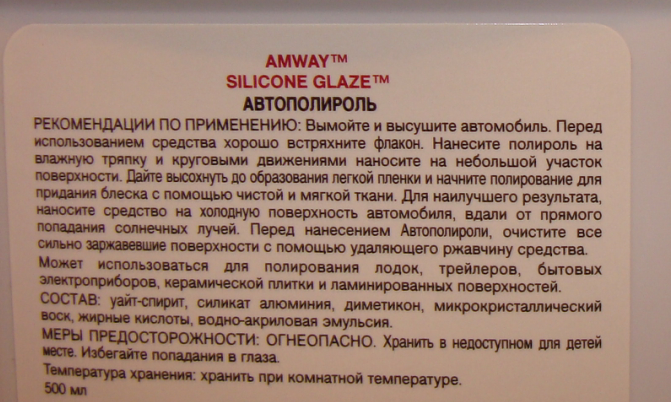 AMWAY™
SILICONE GLAZE™
АВТОПОЛИРОЛЬ
РЕКОМЕНДАЦИИ ПО ПРИМЕНЕНИЮ: Вымойте и высушите автомобиль. Перед
использованием средства хорошо встряхните флакон. Нанесите полироль на
влажную тряпку и круговыми движениями наносите на небольшой участок
поверхности. Дайте высохнуть до образования легкой пленки и начните полирование для
придания блеска с помощью чистой и мягкой ткани. Для наилучшего результата,
наносите средство на холодную поверхность автомобиля, вдали от прямого
попадания солнечных лучей. Перед нанесением Автополироли, очистите все
сильно заржавевшие поверхности с помощью удаляющего ржавчину средства.
Может использоваться для полирования лодок, трейлеров, бытовых
электроприборов, керамической плитки и ламинированных поверхностей.
СОСТАВ: уайт-спирит, силикат алюминия, диметикон, микрокристаллический
воск, жирные кислоты, водно-акриловая эмульсия.
МЕРЫ ПРЕДОСТОРОЖНОСТИ: ОГНЕОПАСНО. Хранить в недоступном для детей
месте. Избегайте попадания в глаза.
Температура хранения: хранить при комнатной температуре.
500 мл